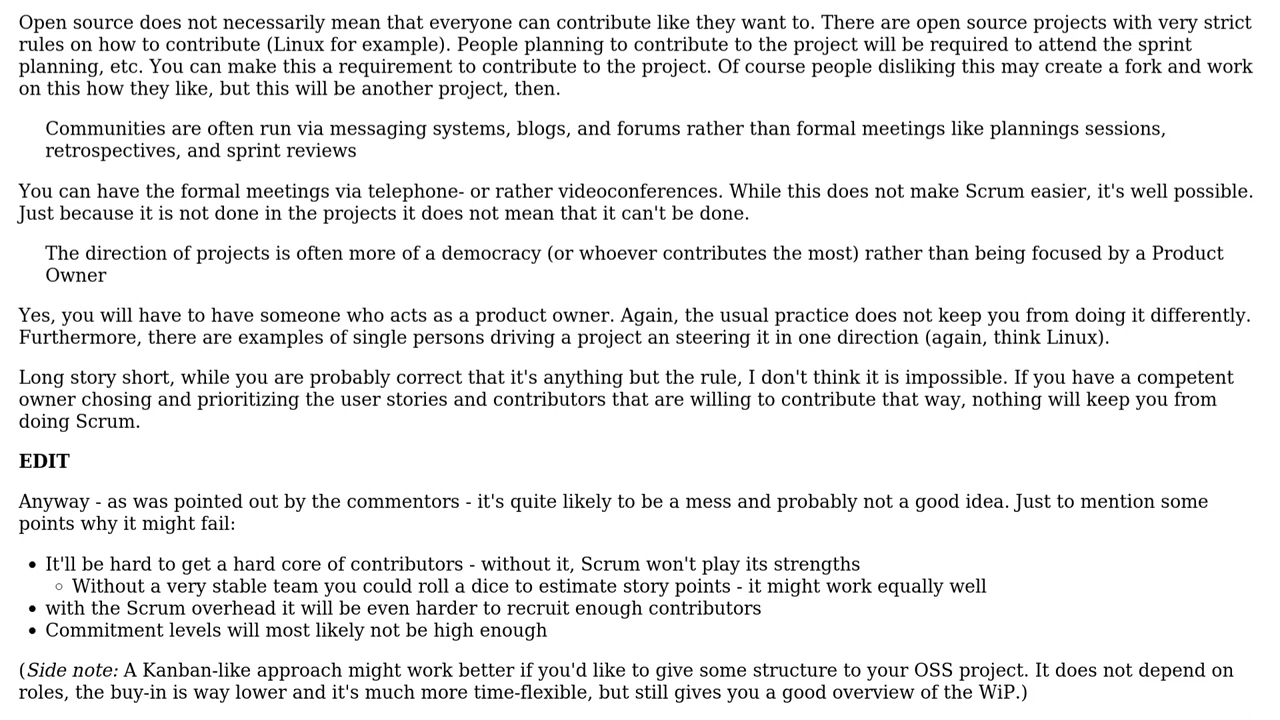 Open source does not necessarily mean that everyone can contribute like they want to. There are open source projects with very strict
rules on how to contribute (Linux for example). People planning to contribute to the project will be required to attend the sprint
planning, etc. You can make this a requirement to contribute to the project. Of course people disliking this may create a fork and work
on this how they like, but this will be another project, then.
Communities are often run via messaging systems, blogs, and forums rather than formal meetings like plannings sessions,
retrospectives, and sprint reviews
You can have the formal meetings via telephone- or rather videoconferences. While this does not make Scrum easier, it's well possible.
Just because it is not done in the projects it does not mean that it can't be done.
The direction of projects is often more of a democracy (or whoever contributes the most) rather than being focused by a Product
Owner
Yes, you will have to have someone who acts as a product owner. Again, the usual practice does not keep you from doing it differently.
Furthermore, there are examples of single persons driving a project an steering it in one direction (again, think Linux).
Long story short, while you are probably correct that it's anything but the rule, I don't think it is impossible. If you have a competent
owner chosing and prioritizing the user stories and contributors that are willing to contribute that way, nothing will keep you from
doing Scrum.
EDIT
Anyway - as was pointed out by the commentors - it's quite likely to be a mess and probably not a good idea. Just to mention some
points why it might fail:
• It'll be hard to get a hard core of contributors - without it, Scrum won't play its strengths
◦ Without a very stable team you could roll a dice to estimate story points - it might work equally well
• with the Scrum overhead it will be even harder to recruit enough contributors
• Commitment levels will most likely not be high enough
(Side note: A Kanban-like approach might work better if you'd like to give some structure to your OSS project. It does not depend on
roles, the buy-in is way lower and it's much more time-flexible, but still gives you a good overview of the WiP.)